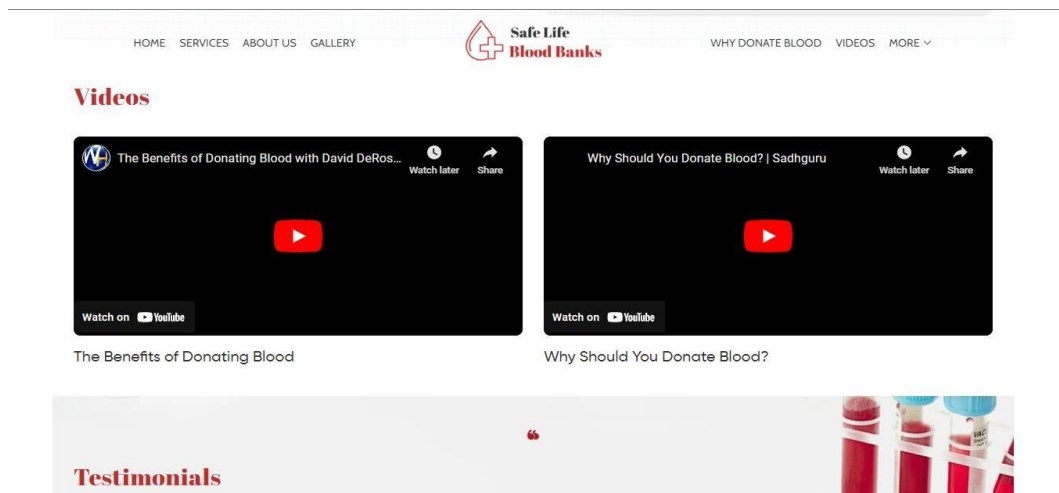 HOME SERVICES ABOUT US GALLERY
Safe Life
Blood Banks
WHY DONATE BLOOD VIDEOS MORE
Videos
The Benefits of Donating Blood with David DeRos...
Watch later Share
Watch on YouTube
The Benefits of Donating Blood
Why Should You Donate Blood? | Sadhguru
Watch later Share
Watch on YouTube
Why Should You Donate Blood?
❝
Testimonials
VAC